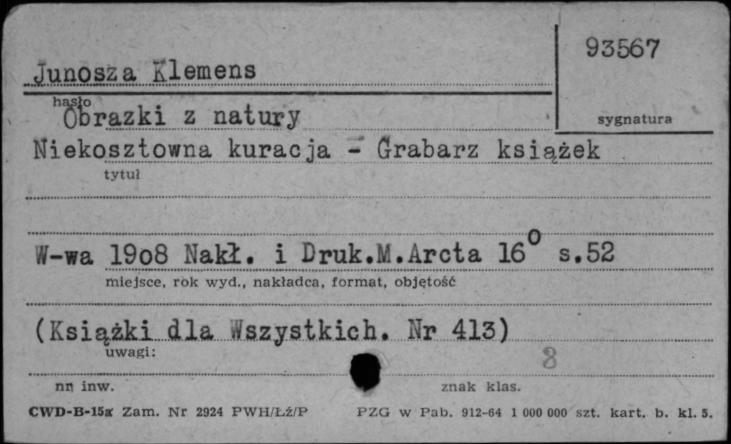 93567
Junosza Klemens
hasło
Obrazki z natury
sygnatura
Niekosztowna kuracja - Grabarz książek
tytuł
W-wa 19o8 Nakł. i Druk.M.Arcta 16⁰ s.52
miejsce, rok wyd., nakładca, format, objętość
(Książki dla Wszystkich. Nr 413)
uwagi:
8
nr inw. znak klas.
CWD-B-15a Zam. Nr 2924 PWH/Łź/P PZG w Pab. 912-64 1 000 000 szt. kart. b. kl. 5.